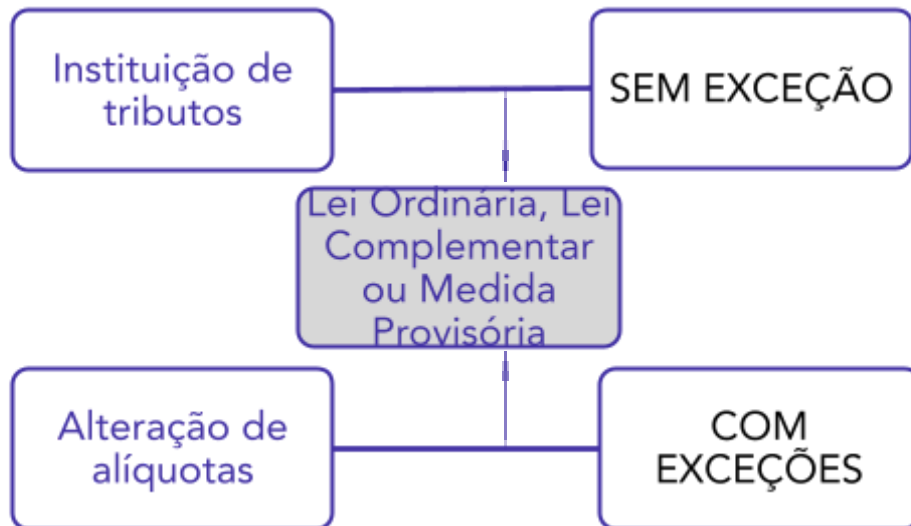 Instituição de
tributos
SEM EXCEÇÃO
Lei Ordinária, Lei
Complementar
ou Medida
Provisória
Alteração de
alíquotas
COM
EXCEÇÕES